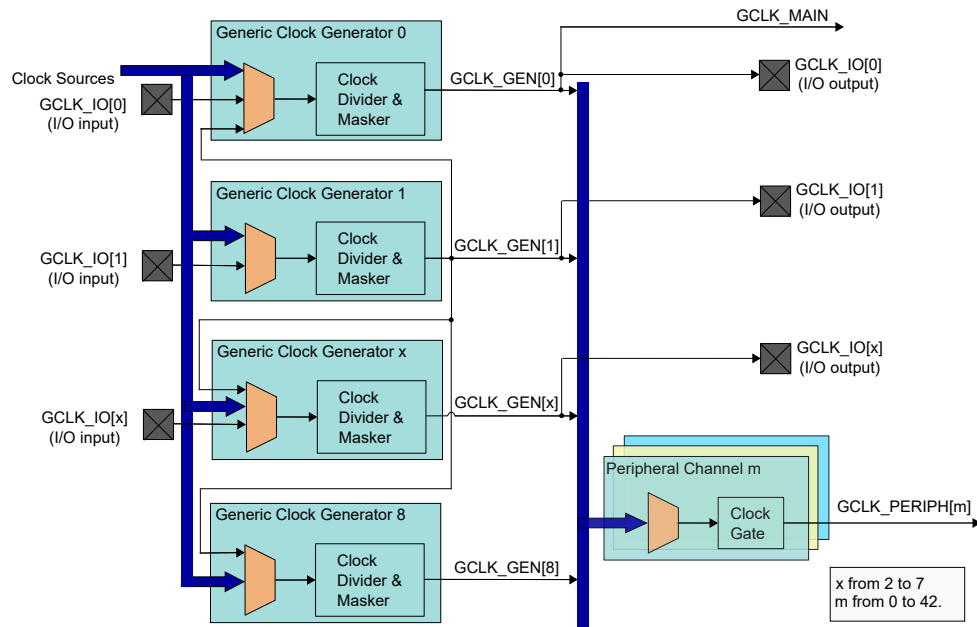 Generic Clock Generator 0
GCLK_MAIN
Clock Sources
GCLK_IO[0]
(I/O input)
Clock
Divider &
Masker
GCLK_GEN[0]
GCLK_IO[0]
(I/O output)
Generic Clock Generator 1
GCLK_IO[1]
(I/O input)
Clock
Divider &
Masker
GCLK_GEN[1]
GCLK_IO[1]
(I/O output)
Generic Clock Generator x
GCLK_IO[x]
(I/O input)
Clock
Divider &
Masker
GCLK_GEN[x]
GCLK_IO[x]
(I/O output)
Peripheral Channel m
Clock
Gate
GCLK_PERIPH[m]
Generic Clock Generator 8
Clock
Divider &
Masker
GCLK_GEN[8]
x from 2 to 7
m from 0 to 42.